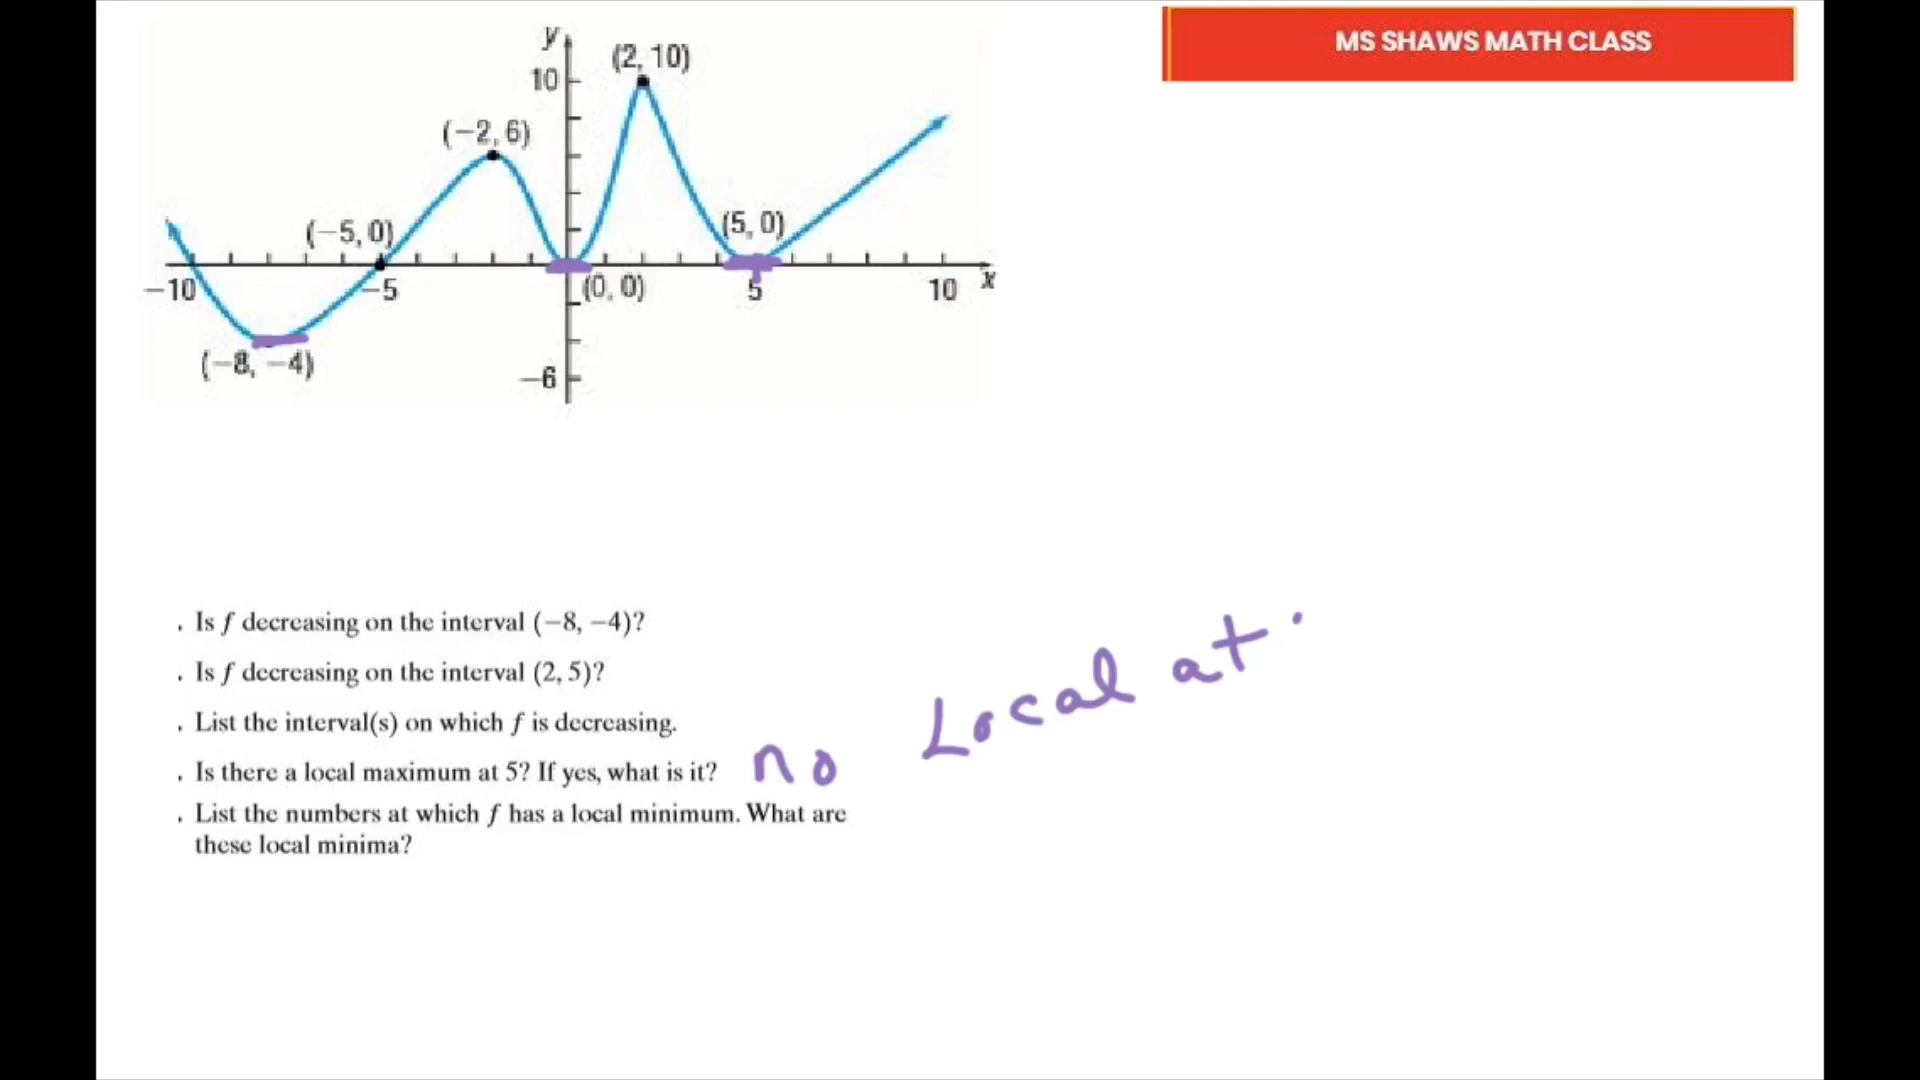 MS SHAWS MATH CLASS
y
(2, 10)
10
(−2, 6)
(−5, 0)
(5, 0)
−10
−5
(0, 0)
5
10
x
(−8, −4)
−6
. Is f decreasing on the interval (−8, −4)?
. Is f decreasing on the interval (2, 5)?
. List the interval(s) on which f is decreasing.
. Is there a local maximum at 5? If yes, what is it? no
Local at
. List the numbers at which f has a local minimum. What are
these local minima?